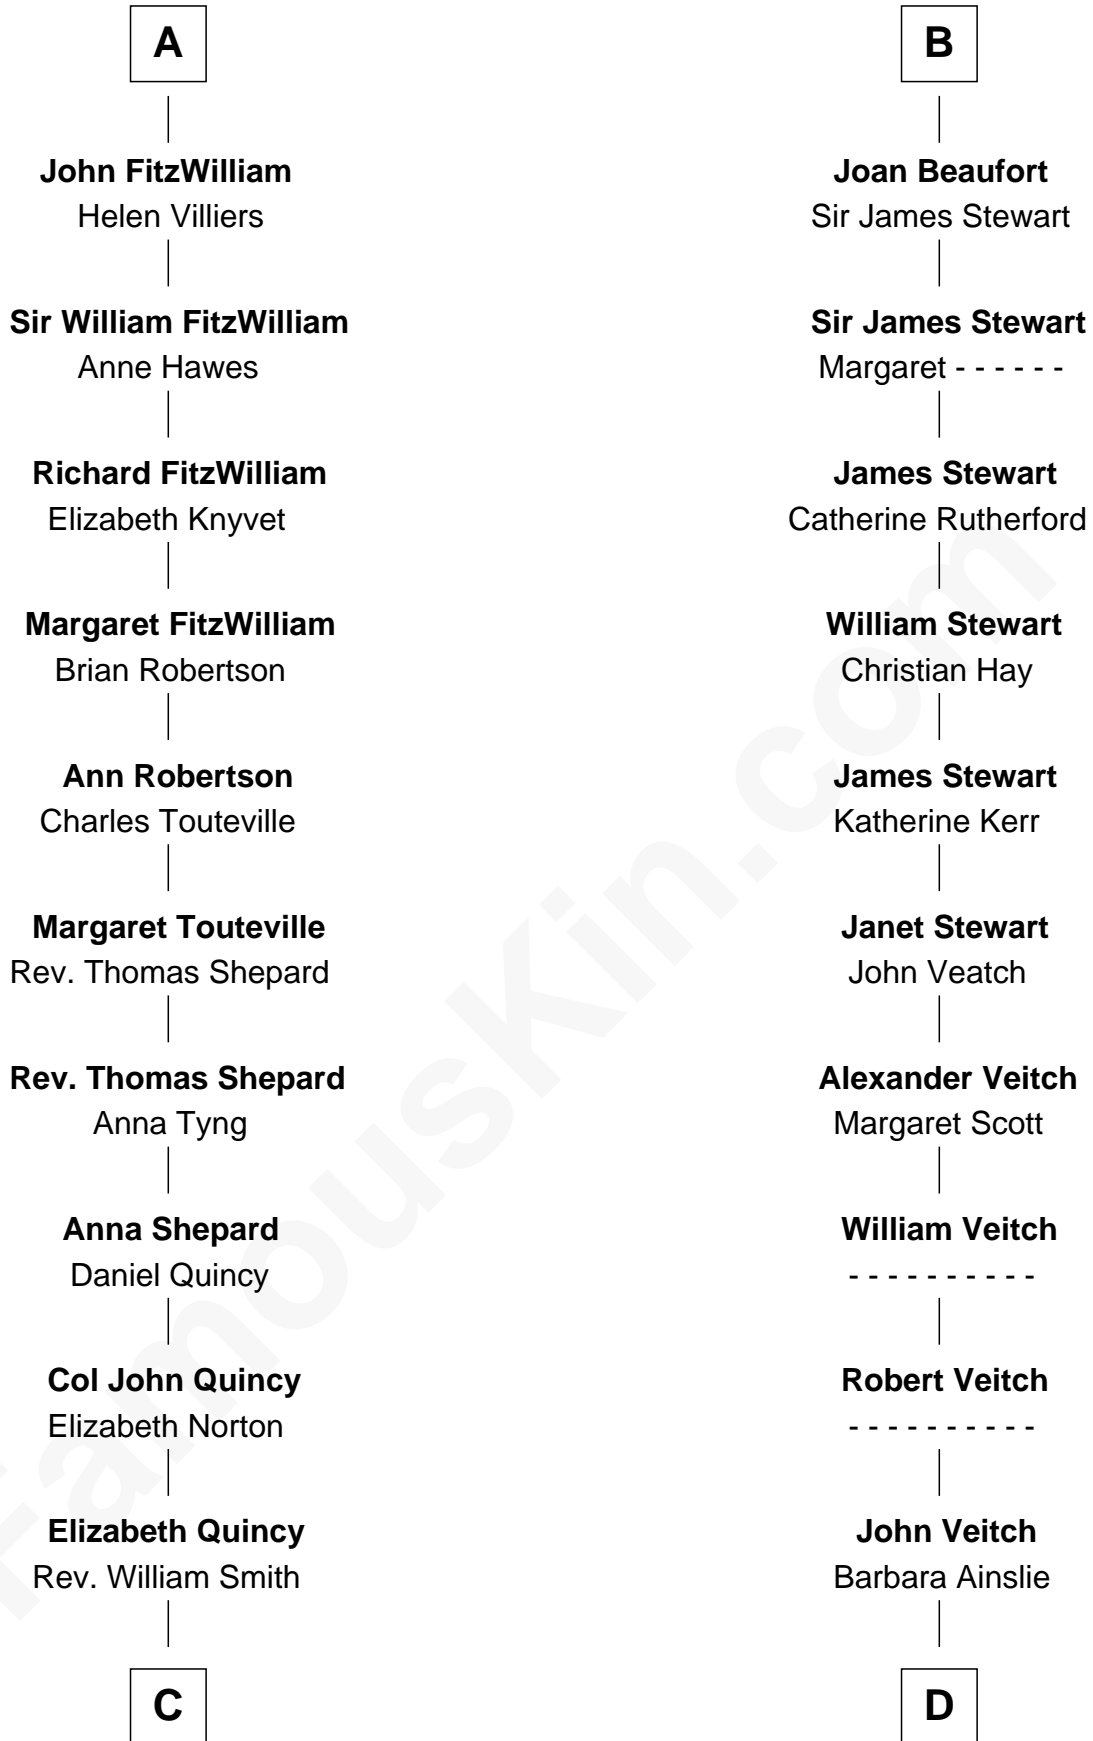 A
John FitzWilliam
Helen Villiers
Sir William FitzWilliam
Anne Hawes
Richard FitzWilliam
Elizabeth Knyvet
Margaret FitzWilliam
Brian Robertson
Ann Robertson
Charles Touteville
Margaret Touteville
Rev. Thomas Shepard
Rev. Thomas Shepard
Anna Tyng
Anna Shepard
Daniel Quincy
Col John Quincy
Elizabeth Norton
Elizabeth Quincy
Rev. William Smith
C
B
Joan Beaufort
Sir James Stewart
Sir James Stewart
Margaret - - - - - -
James Stewart
Catherine Rutherford
William Stewart
Christian Hay
James Stewart
Katherine Kerr
Janet Stewart
John Veatch
Alexander Veitch
Margaret Scott
William Veitch
- - - - - - - - - -
Robert Veitch
- - - - - - - - - -
John Veitch
Barbara Ainslie
D
FamousKin.com